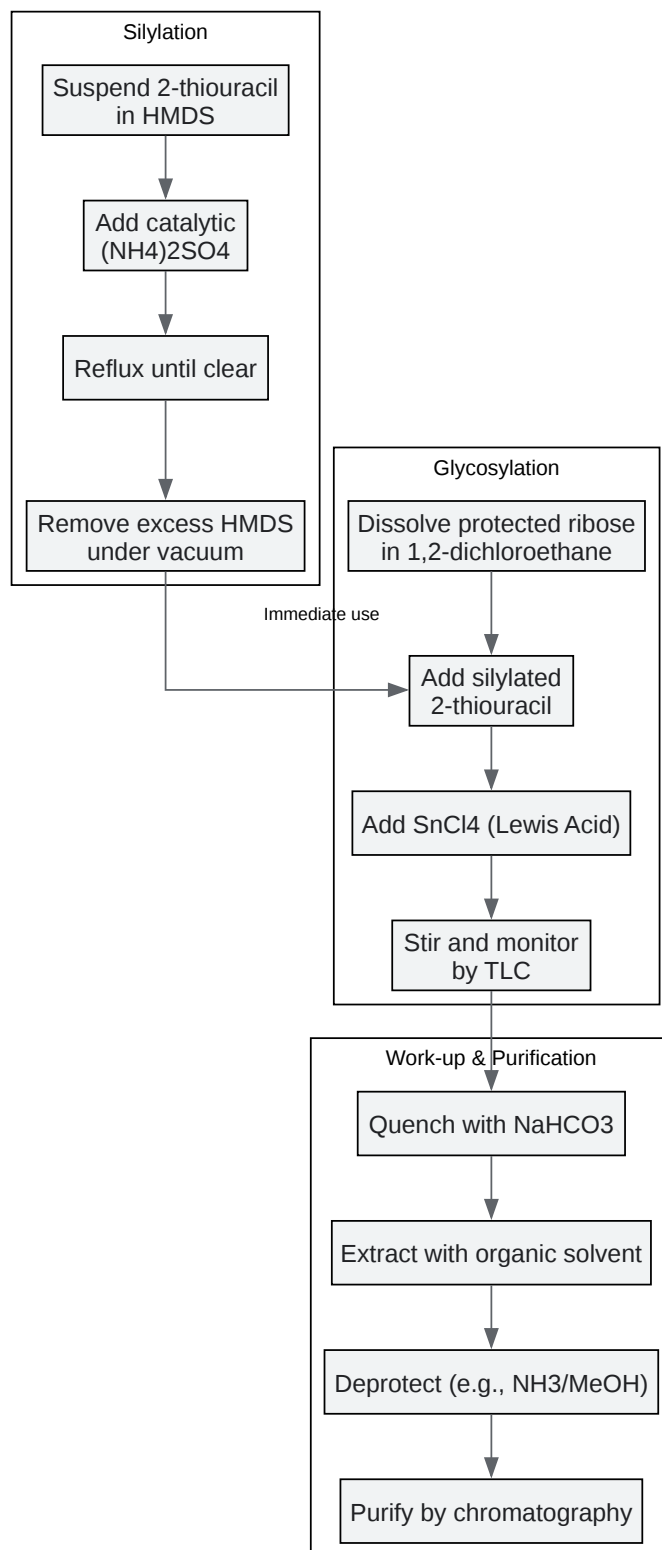 Silylation
Suspend 2-thiouracil
in HMDS
Add catalytic
(NH4)2SO4
Reflux until clear
Remove excess HMDS
under vacuum
Glycosylation
Dissolve protected ribose
in 1,2-dichloroethane
Immediate use
Add silylated
2-thiouracil
Add SnCl4 (Lewis Acid)
Stir and monitor
by TLC
Work-up & Purification
Quench with NaHCO3
Extract with organic solvent
Deprotect (e.g., NH3/MeOH)
Purify by chromatography